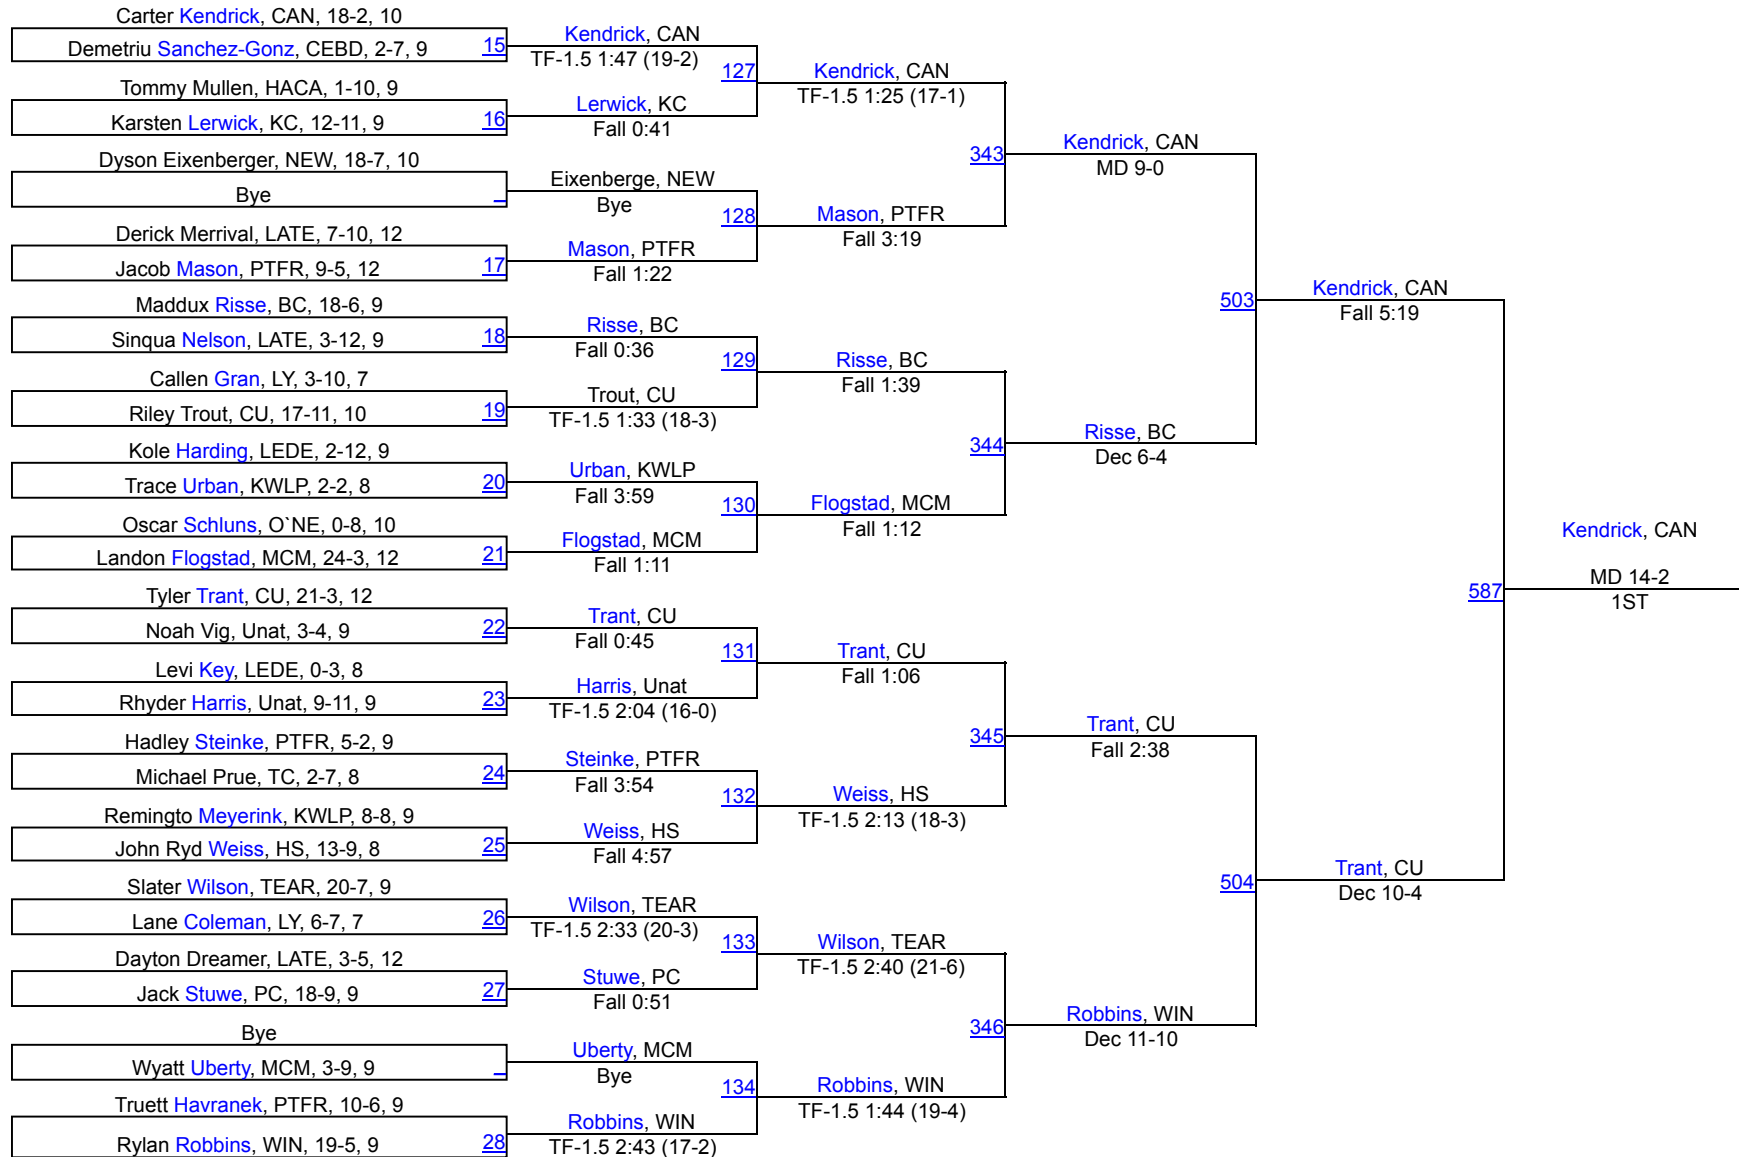 Carter Kendrick, CAN, 18-2, 10
Demetriu Sanchez-Gonz, CEBD, 2-7, 9
15
Tommy Mullen, HACA, 1-10, 9
Karsten Lerwick, KC, 12-11, 9
16
Dyson Eixenberger, NEW, 18-7, 10
Bye
Derick Merrival, LATE, 7-10, 12
Jacob Mason, PTFR, 9-5, 12
17
Maddux Risse, BC, 18-6, 9
Sinqua Nelson, LATE, 3-12, 9
18
Callen Gran, LY, 3-10, 7
Riley Trout, CU, 17-11, 10
19
Kole Harding, LEDE, 2-12, 9
Trace Urban, KWLP, 2-2, 8
20
Oscar Schluns, O`NE, 0-8, 10
Landon Flogstad, MCM, 24-3, 12
21
Tyler Trant, CU, 21-3, 12
Noah Vig, Unat, 3-4, 9
22
Levi Key, LEDE, 0-3, 8
Rhyder Harris, Unat, 9-11, 9
23
Hadley Steinke, PTFR, 5-2, 9
Michael Prue, TC, 2-7, 8
24
Remingto Meyerink, KWLP, 8-8, 9
John Ryd Weiss, HS, 13-9, 8
25
Slater Wilson, TEAR, 20-7, 9
Lane Coleman, LY, 6-7, 7
26
Dayton Dreamer, LATE, 3-5, 12
Jack Stuwe, PC, 18-9, 9
27
Bye
Wyatt Uberty, MCM, 3-9, 9
Truett Havranek, PTFR, 10-6, 9
Rylan Robbins, WIN, 19-5, 9
28
Kendrick, CAN
TF-1.5 1:47 (19-2)
127
Lerwick, KC
Fall 0:41
Eixenberge, NEW
Bye
128
Mason, PTFR
Fall 1:22
Risse, BC
Fall 0:36
129
Trout, CU
TF-1.5 1:33 (18-3)
Urban, KWLP
Fall 3:59
130
Flogstad, MCM
Fall 1:11
Trant, CU
Fall 0:45
131
Harris, Unat
TF-1.5 2:04 (16-0)
Steinke, PTFR
Fall 3:54
132
Weiss, HS
Fall 4:57
Wilson, TEAR
TF-1.5 2:33 (20-3)
133
Stuwe, PC
Fall 0:51
Uberty, MCM
Bye
134
Robbins, WIN
TF-1.5 2:43 (17-2)
Kendrick, CAN
TF-1.5 1:25 (17-1)
343
Mason, PTFR
Fall 3:19
Risse, BC
Fall 1:39
344
Flogstad, MCM
Fall 1:12
Trant, CU
Fall 1:06
345
Weiss, HS
TF-1.5 2:13 (18-3)
Wilson, TEAR
TF-1.5 2:40 (21-6)
346
Robbins, WIN
TF-1.5 1:44 (19-4)
Kendrick, CAN
MD 9-0
503
Risse, BC
Dec 6-4
Trant, CU
Fall 2:38
504
Robbins, WIN
Dec 11-10
Kendrick, CAN
Fall 5:19
587
Trant, CU
Dec 10-4
Kendrick, CAN
MD 14-2
1ST